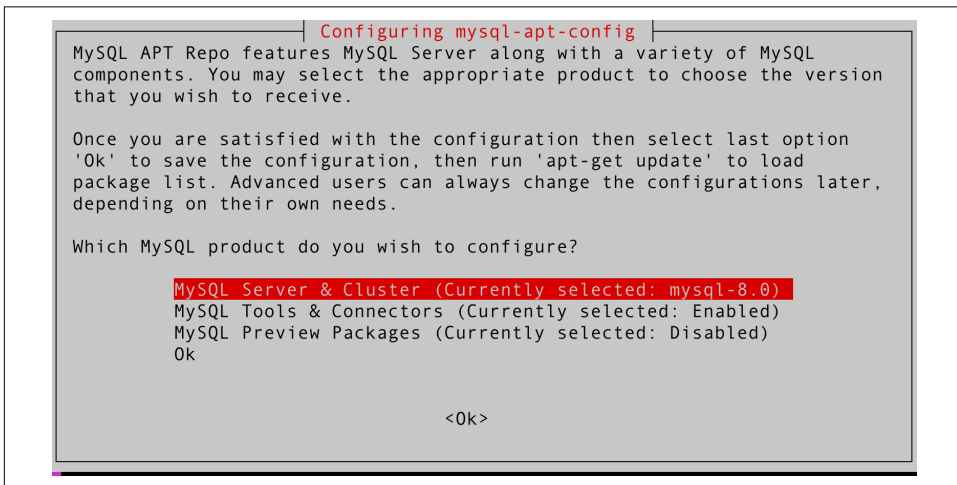 Configuring mysql-apt-config
MySQL APT Repo features MySQL Server along with a variety of MySQL
components. You may select the appropriate product to choose the version
that you wish to receive.
Once you are satisfied with the configuration then select last option
'Ok' to save the configuration, then run 'apt-get update' to load
package list. Advanced users can always change the configurations later,
depending on their own needs.
Which MySQL product do you wish to configure?
MySQL Server & Cluster (Currently selected: mysql-8.0)
MySQL Tools & Connectors (Currently selected: Enabled)
MySQL Preview Packages (Currently selected: Disabled)
Ok
<Ok>